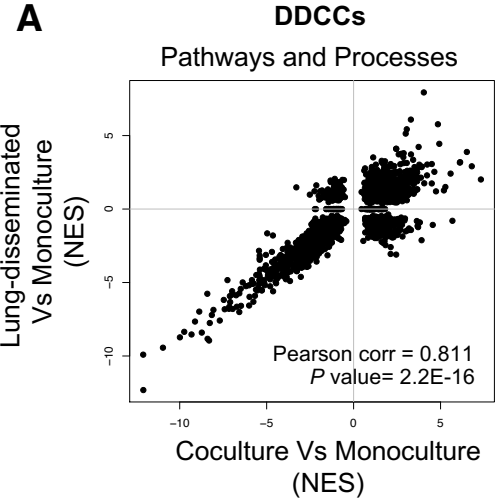 A
DDCCs
Pathways and Processes
Lung-disseminated
Vs Monoculture
(NES)
5
0
−5
−10
Pearson corr = 0.811
P value= 2.2E-16
−10 −5 0 5
Coculture Vs Monoculture
(NES)